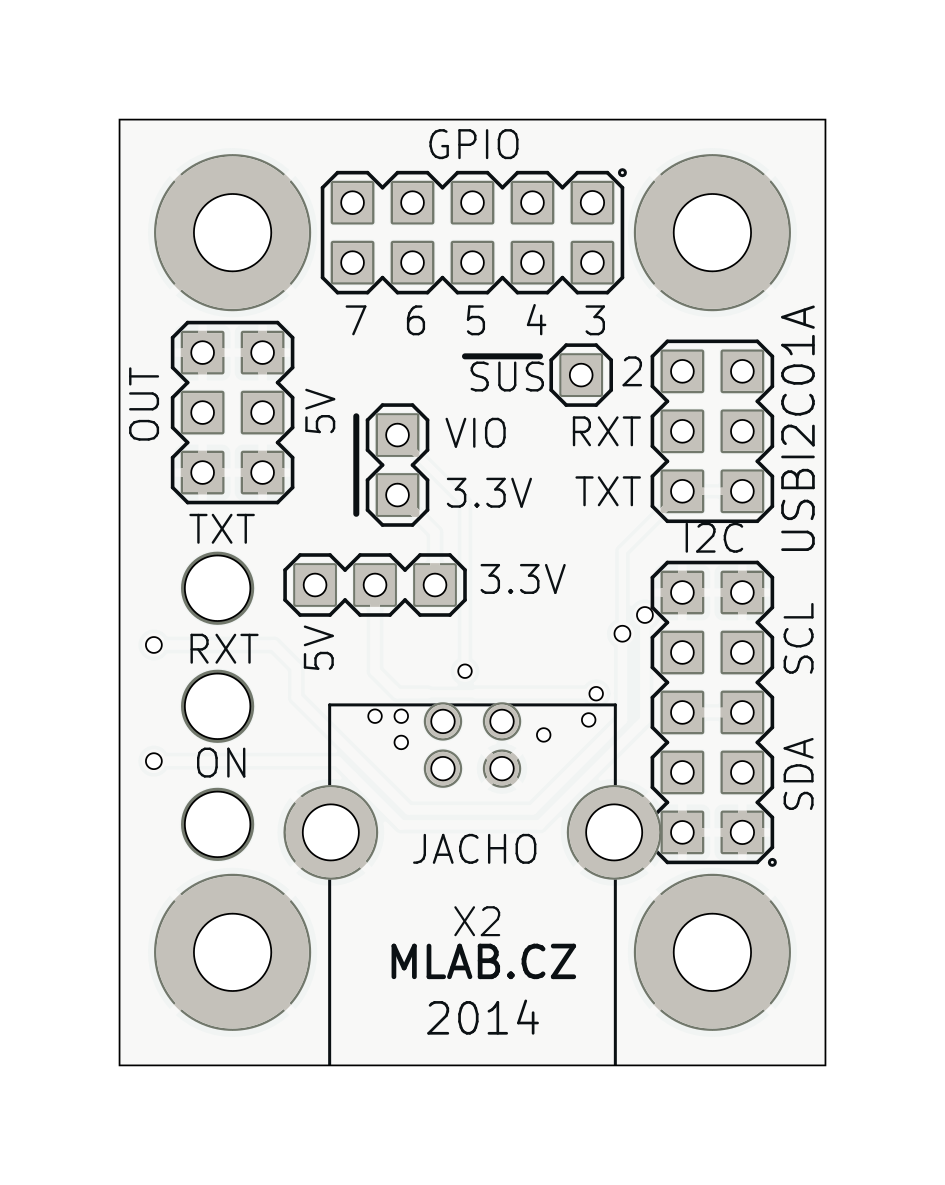 GPIO
7 6 5 4 3
SUS
2
OUT
5V
VIO
RXT
3.3V
TXT
USBI2C01A
TXT
I2C
3.3V
5V
RXT
SCL
ON
SDA
JACHO
X2
MLAB.CZ
2014